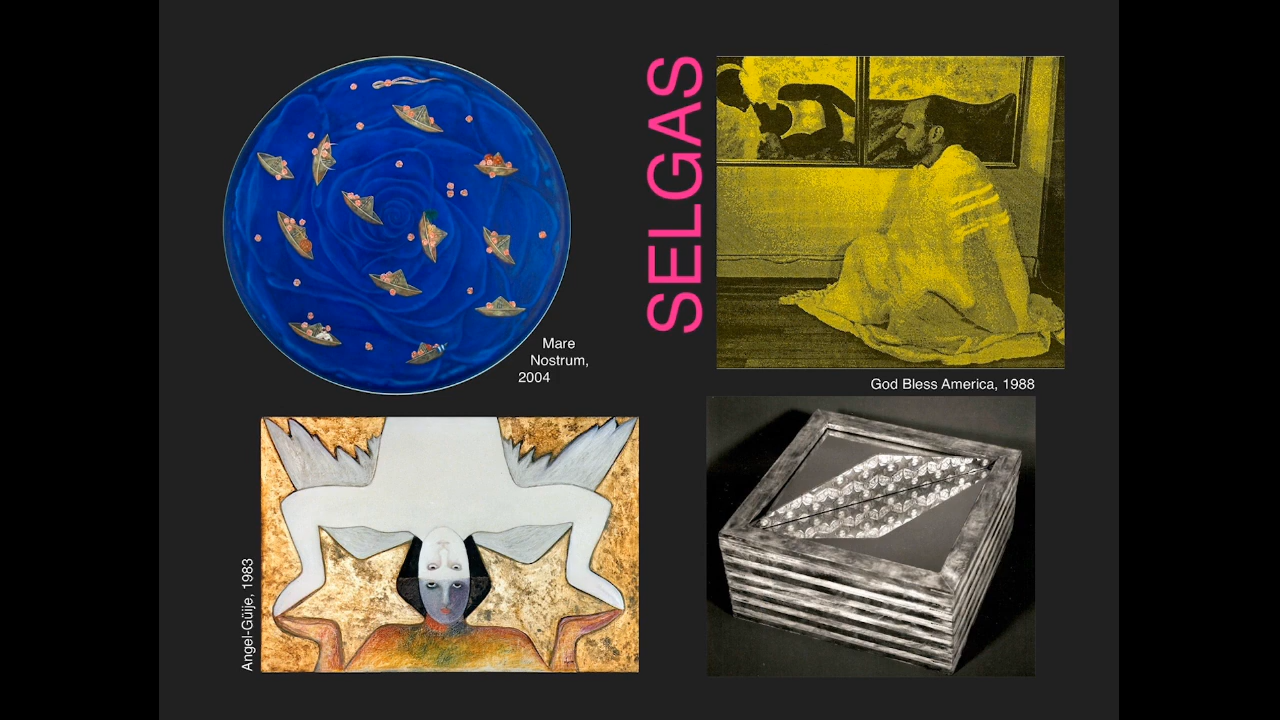 SELGAS
Mare
Nostrum,
2004
God Bless America, 1988
Angel-Güije, 1983